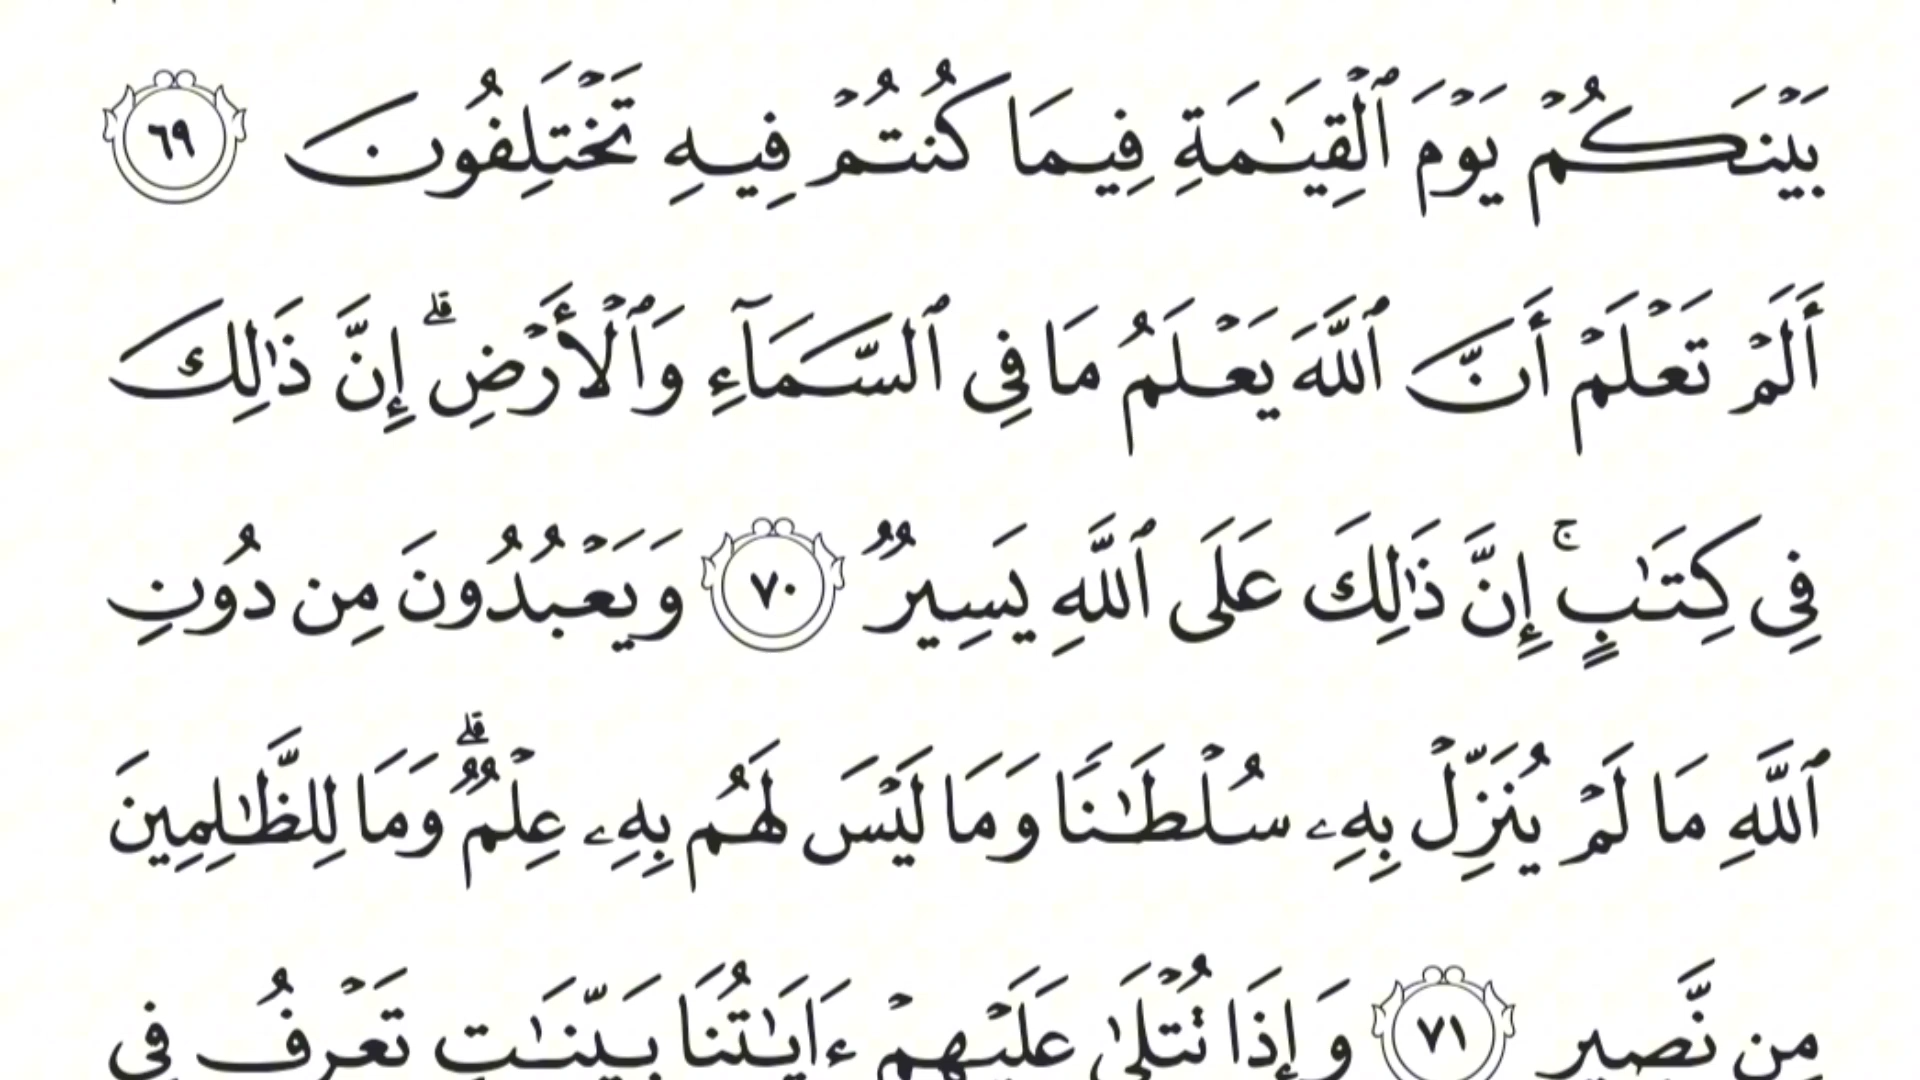 بَيْنَكُمْ يَوْمَ ٱلْقِيَـٰمَةِ فِيمَا كُنتُمْ فِيهِ تَخْتَلِفُونَ ٦٩
أَلَمْ تَعْلَمْ أَنَّ ٱللَّهَ يَعْلَمُ مَا فِى ٱلسَّمَآءِ وَٱلْأَرْضِ ۗ إِنَّ ذَٰلِكَ
فِى كِتَـٰبٍ ۚ إِنَّ ذَٰلِكَ عَلَى ٱللَّهِ يَسِيرٌ ٧٠ وَيَعْبُدُونَ مِن دُونِ
ٱللَّهِ مَا لَمْ يُنَزِّلْ بِهِۦ سُلْطَـٰنًا وَمَا لَيْسَ لَهُم بِهِۦ عِلْمٌ ۗ وَمَا لِلظَّـٰلِمِينَ
مِن نَّصِيرٍ ٧١ وَإِذَا تُتْلَىٰ عَلَيْهِمْ ءَايَـٰتُنَا بَيِّنَـٰتٍ تَعْرِفُ فِى